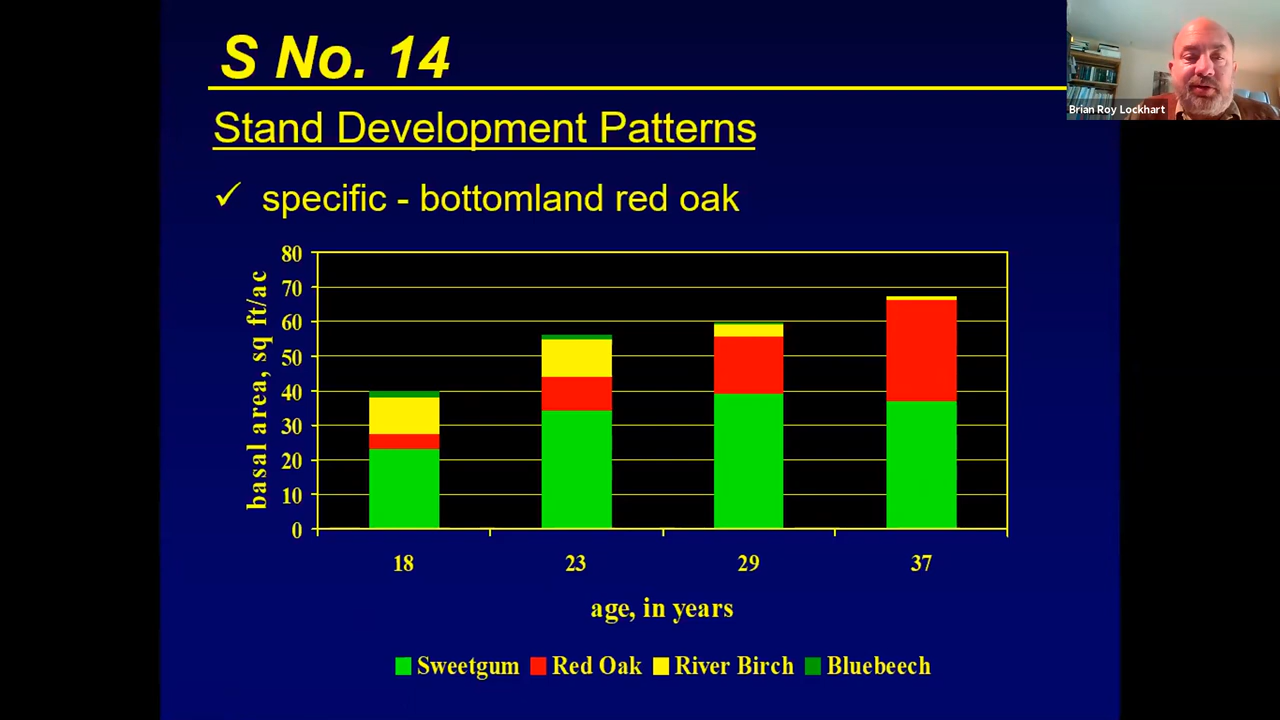 S No. 14
Brian Roy Lockhart
Stand Development Patterns
✓ specific - bottomland red oak
basal area, sq ft/ac
80
70
60
50
40
30
20
10
0
18 23 29 37
age, in years
Sweetgum Red Oak River Birch Bluebeech